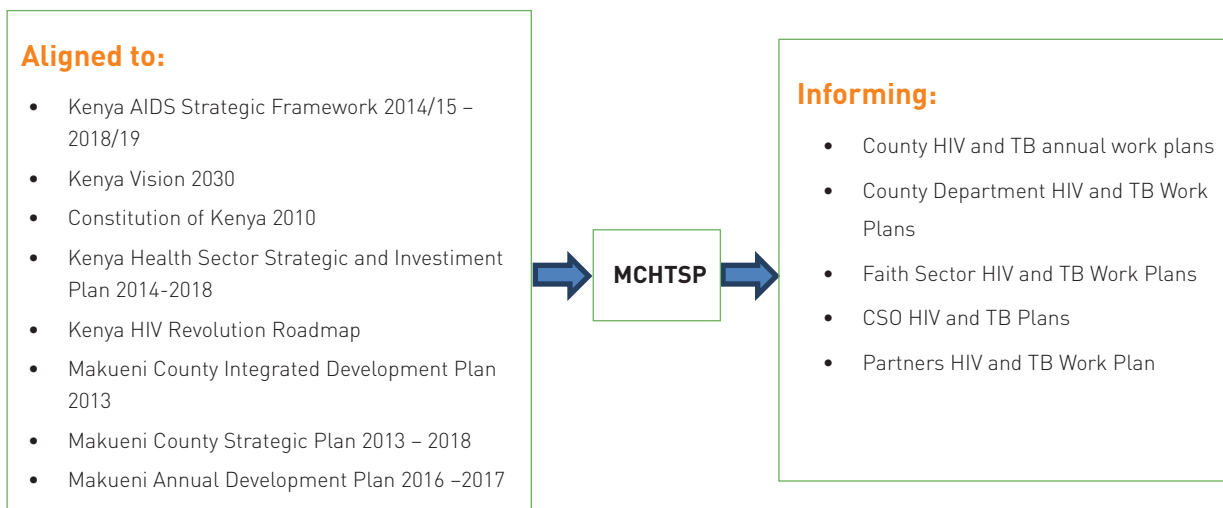 Aligned to:
• Kenya AIDS Strategic Framework 2014/15 –
2018/19
• Kenya Vision 2030
• Constitution of Kenya 2010
• Kenya Health Sector Strategic and Investiment
Plan 2014-2018
• Kenya HIV Revolution Roadmap
• Makueni County Integrated Development Plan
2013
• Makueni County Strategic Plan 2013 – 2018
• Makueni Annual Development Plan 2016 –2017
MCHTSP
Informing:
• County HIV and TB annual work plans
• County Department HIV and TB Work
Plans
• Faith Sector HIV and TB Work Plans
• CSO HIV and TB Plans
• Partners HIV and TB Work Plan